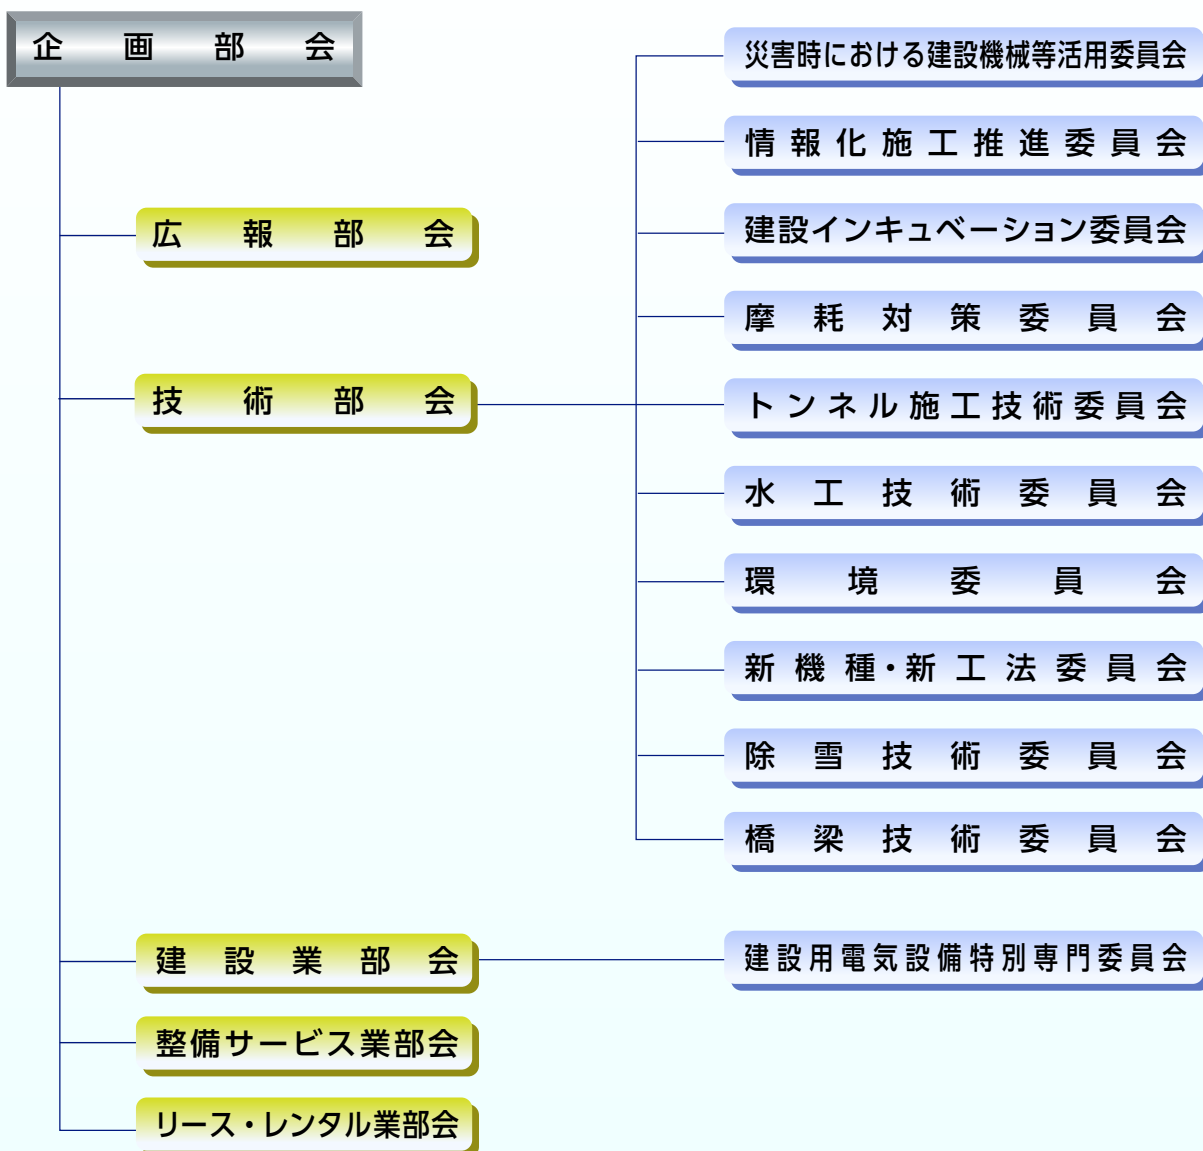 企画部会
広報部会
技術部会
災害時における建設機械等活用委員会
情報化施工推進委員会
建設インキュベーション委員会
摩耗対策委員会
トンネル施工技術委員会
水工技術委員会
環境委員会
新機種・新工法委員会
除雪技術委員会
橋梁技術委員会
建設業部会
建設用電気設備特別専門委員会
整備サービス業部会
リース・レンタル業部会